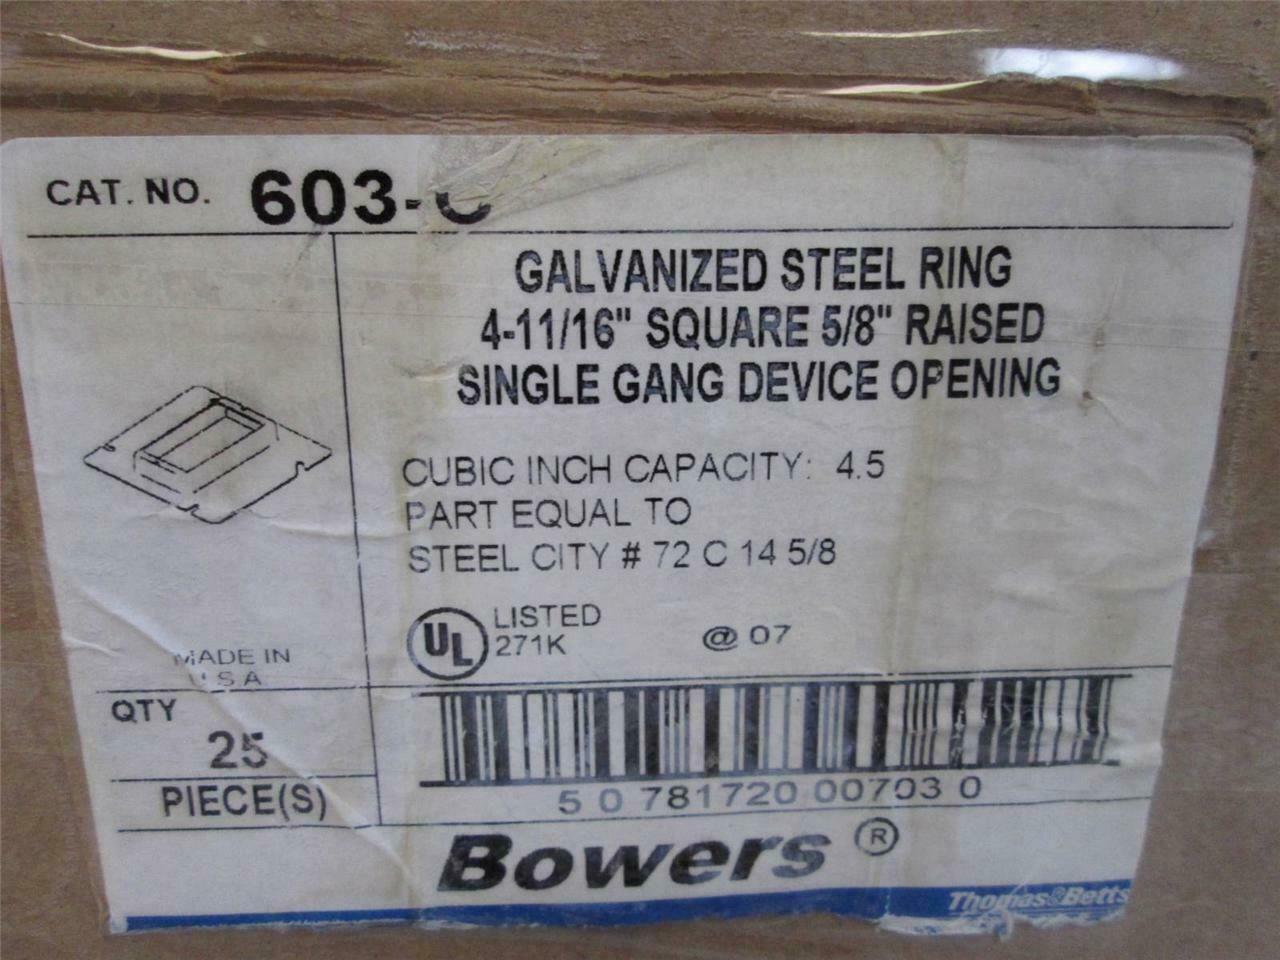 CAT. NO. 603-
GALVANIZED STEEL RING
4-11/16" SQUARE 5/8" RAISED
SINGLE GANG DEVICE OPENING
CUBIC INCH CAPACITY: 4.5
PART EQUAL TO
STEEL CITY # 72 C 14 5/8
UL LISTED
271K
@ 07
MADE IN
U.S.A
QTY
25
PIECE(S)
5 0 781720 00703 0
Bowers ®
Thomas&Betts